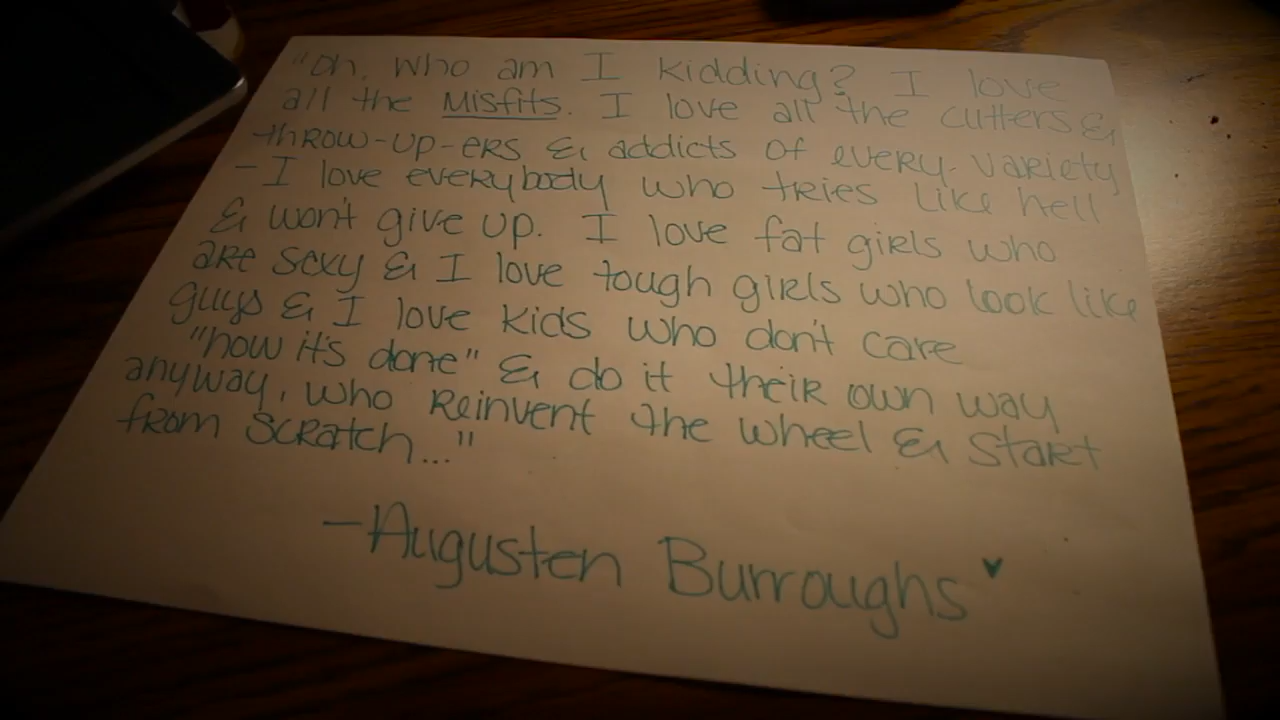 "Oh, who am I kidding? I love
all the Misfits. I love all the cutters &
throw-up-ers & addicts of every variety
- I love everybody who tries like hell
& won't give up. I love fat girls who
are sexy & I love tough girls who look like
guys & I love kids who don't care
"how it's done" & do it their own way
anyway, who Reinvent the wheel & start
from scratch..."
-Augusten Burroughs